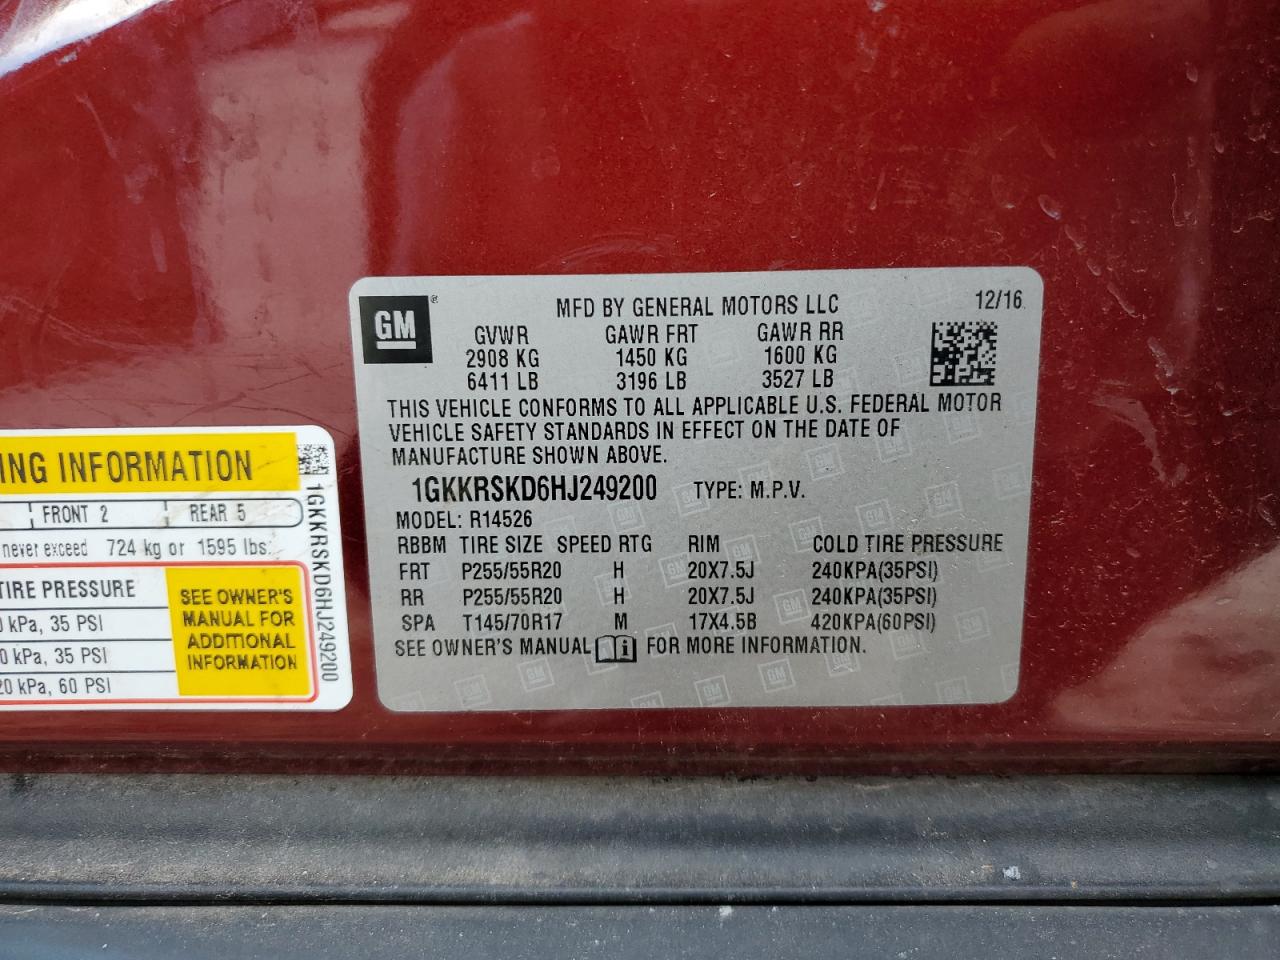 GM ®
MFD BY GENERAL MOTORS LLC 12/16
GVWR GAWR FRT GAWR RR
2908 KG 1450 KG 1600 KG
6411 LB 3196 LB 3527 LB
THIS VEHICLE CONFORMS TO ALL APPLICABLE U.S. FEDERAL MOTOR
VEHICLE SAFETY STANDARDS IN EFFECT ON THE DATE OF
MANUFACTURE SHOWN ABOVE.
1GKKRSKD6HJ249200 TYPE: M.P.V.
MODEL: R14526
RBBM TIRE SIZE SPEED RTG RIM COLD TIRE PRESSURE
FRT P255/55R20 H 20X7.5J 240KPA(35PSI)
RR P255/55R20 H 20X7.5J 240KPA(35PSI)
SPA T145/70R17 M 17X4.5B 420KPA(60PSI)
SEE OWNER'S MANUAL i FOR MORE INFORMATION.
ING INFORMATION
FRONT 2 REAR 5
never exceed 724 kg or 1595 lbs.
TIRE PRESSURE
0 kPa, 35 PSI
0 kPa, 35 PSI
20 kPa, 60 PSI
SEE OWNER'S
MANUAL FOR
ADDITIONAL
INFORMATION
1GKKRSKD6HJ249200